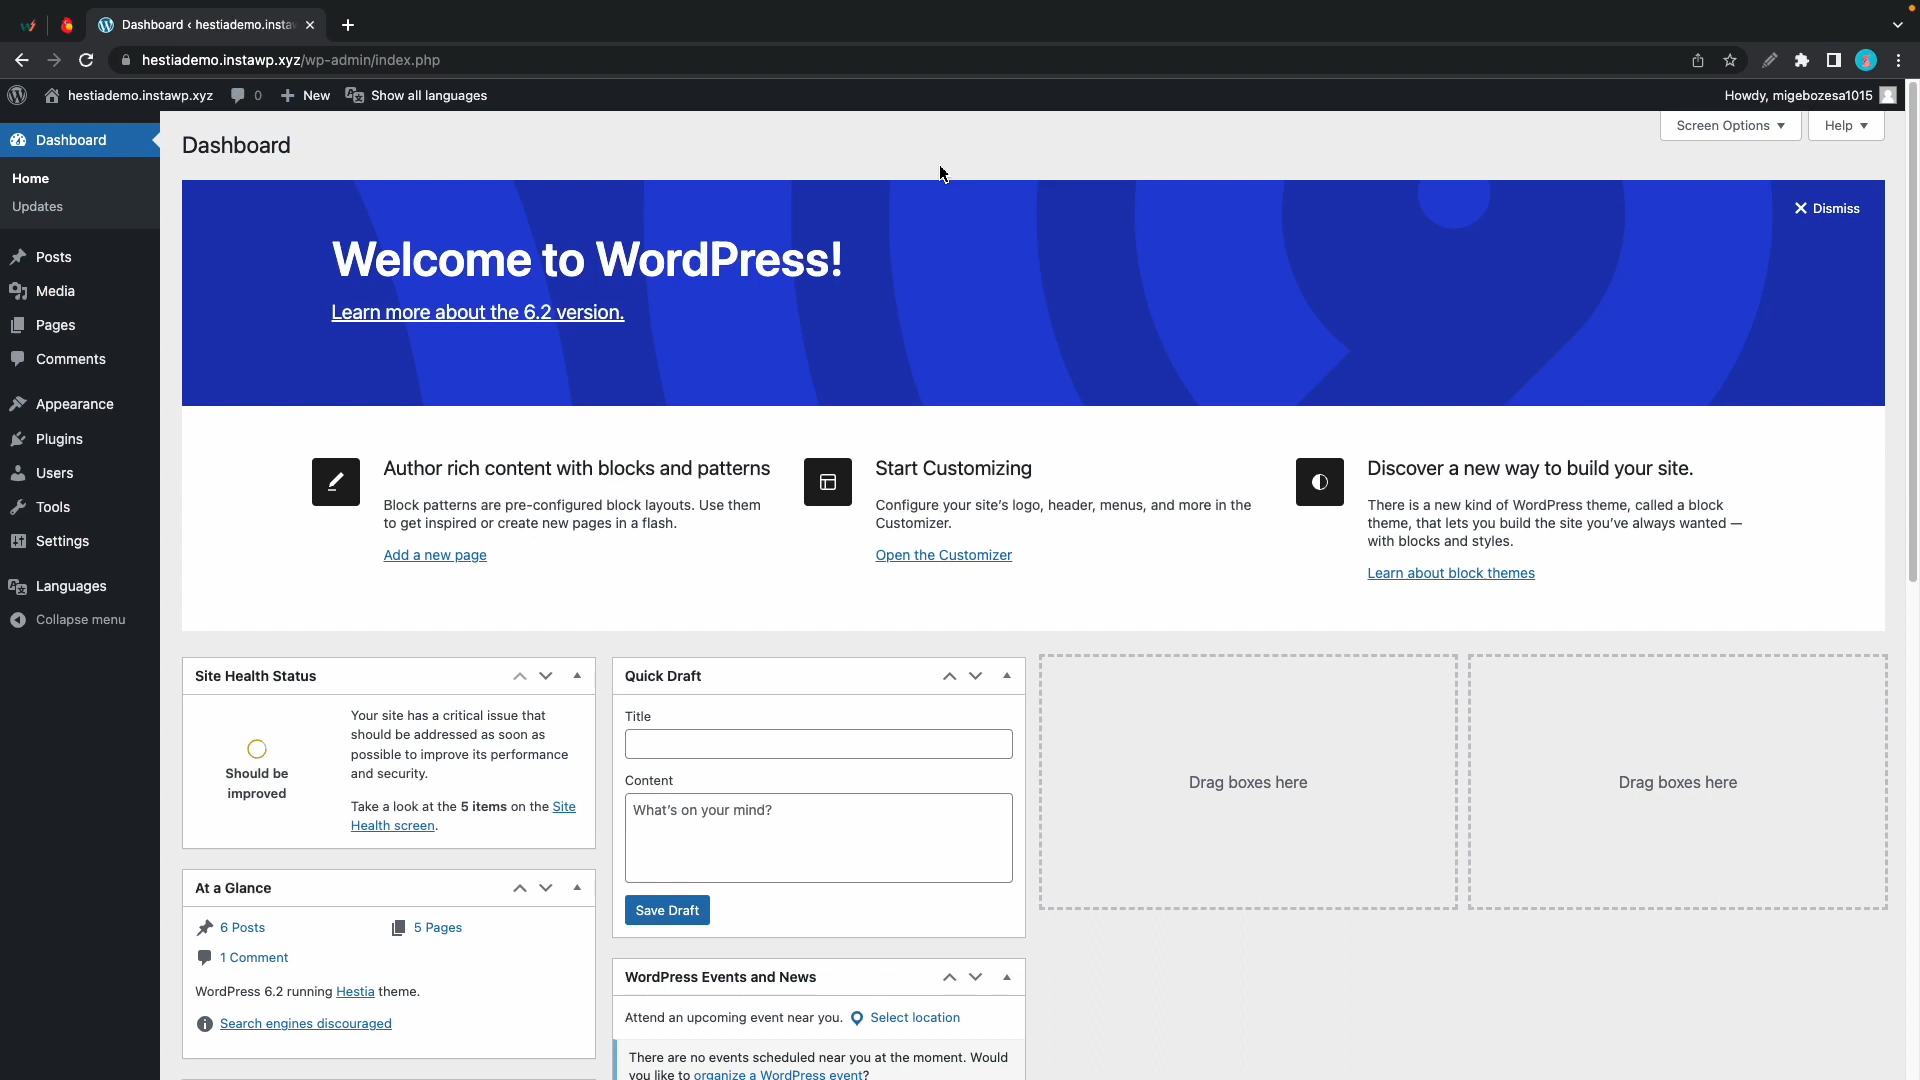 Dashboard ‹ hestiademo.insta
hestiademo.instawp.xyz/wp-admin/index.php
hestiademo.instawp.xyz
0
New
Show all languages
Howdy, migebozesa1015
Dashboard
Home
Updates
Posts
Media
Pages
Comments
Appearance
Plugins
Users
Tools
Settings
Languages
Collapse menu
Dashboard
Screen Options
Help
Dismiss
Welcome to WordPress!
Learn more about the 6.2 version.
Author rich content with blocks and patterns
Block patterns are pre-configured block layouts. Use them
to get inspired or create new pages in a flash.
Add a new page
Start Customizing
Configure your site's logo, header, menus, and more in the
Customizer.
Open the Customizer
Discover a new way to build your site.
There is a new kind of WordPress theme, called a block
theme, that lets you build the site you've always wanted —
with blocks and styles.
Learn about block themes
Site Health Status
Should be
improved
Your site has a critical issue that
should be addressed as soon as
possible to improve its performance
and security.
Take a look at the 5 items on the Site
Health screen.
At a Glance
6 Posts
5 Pages
1 Comment
WordPress 6.2 running Hestia theme.
Search engines discouraged
Quick Draft
Title
Content
What's on your mind?
Save Draft
WordPress Events and News
Attend an upcoming event near you.
Select location
There are no events scheduled near you at the moment. Would
you like to organize a WordPress event?
Drag boxes here
Drag boxes here